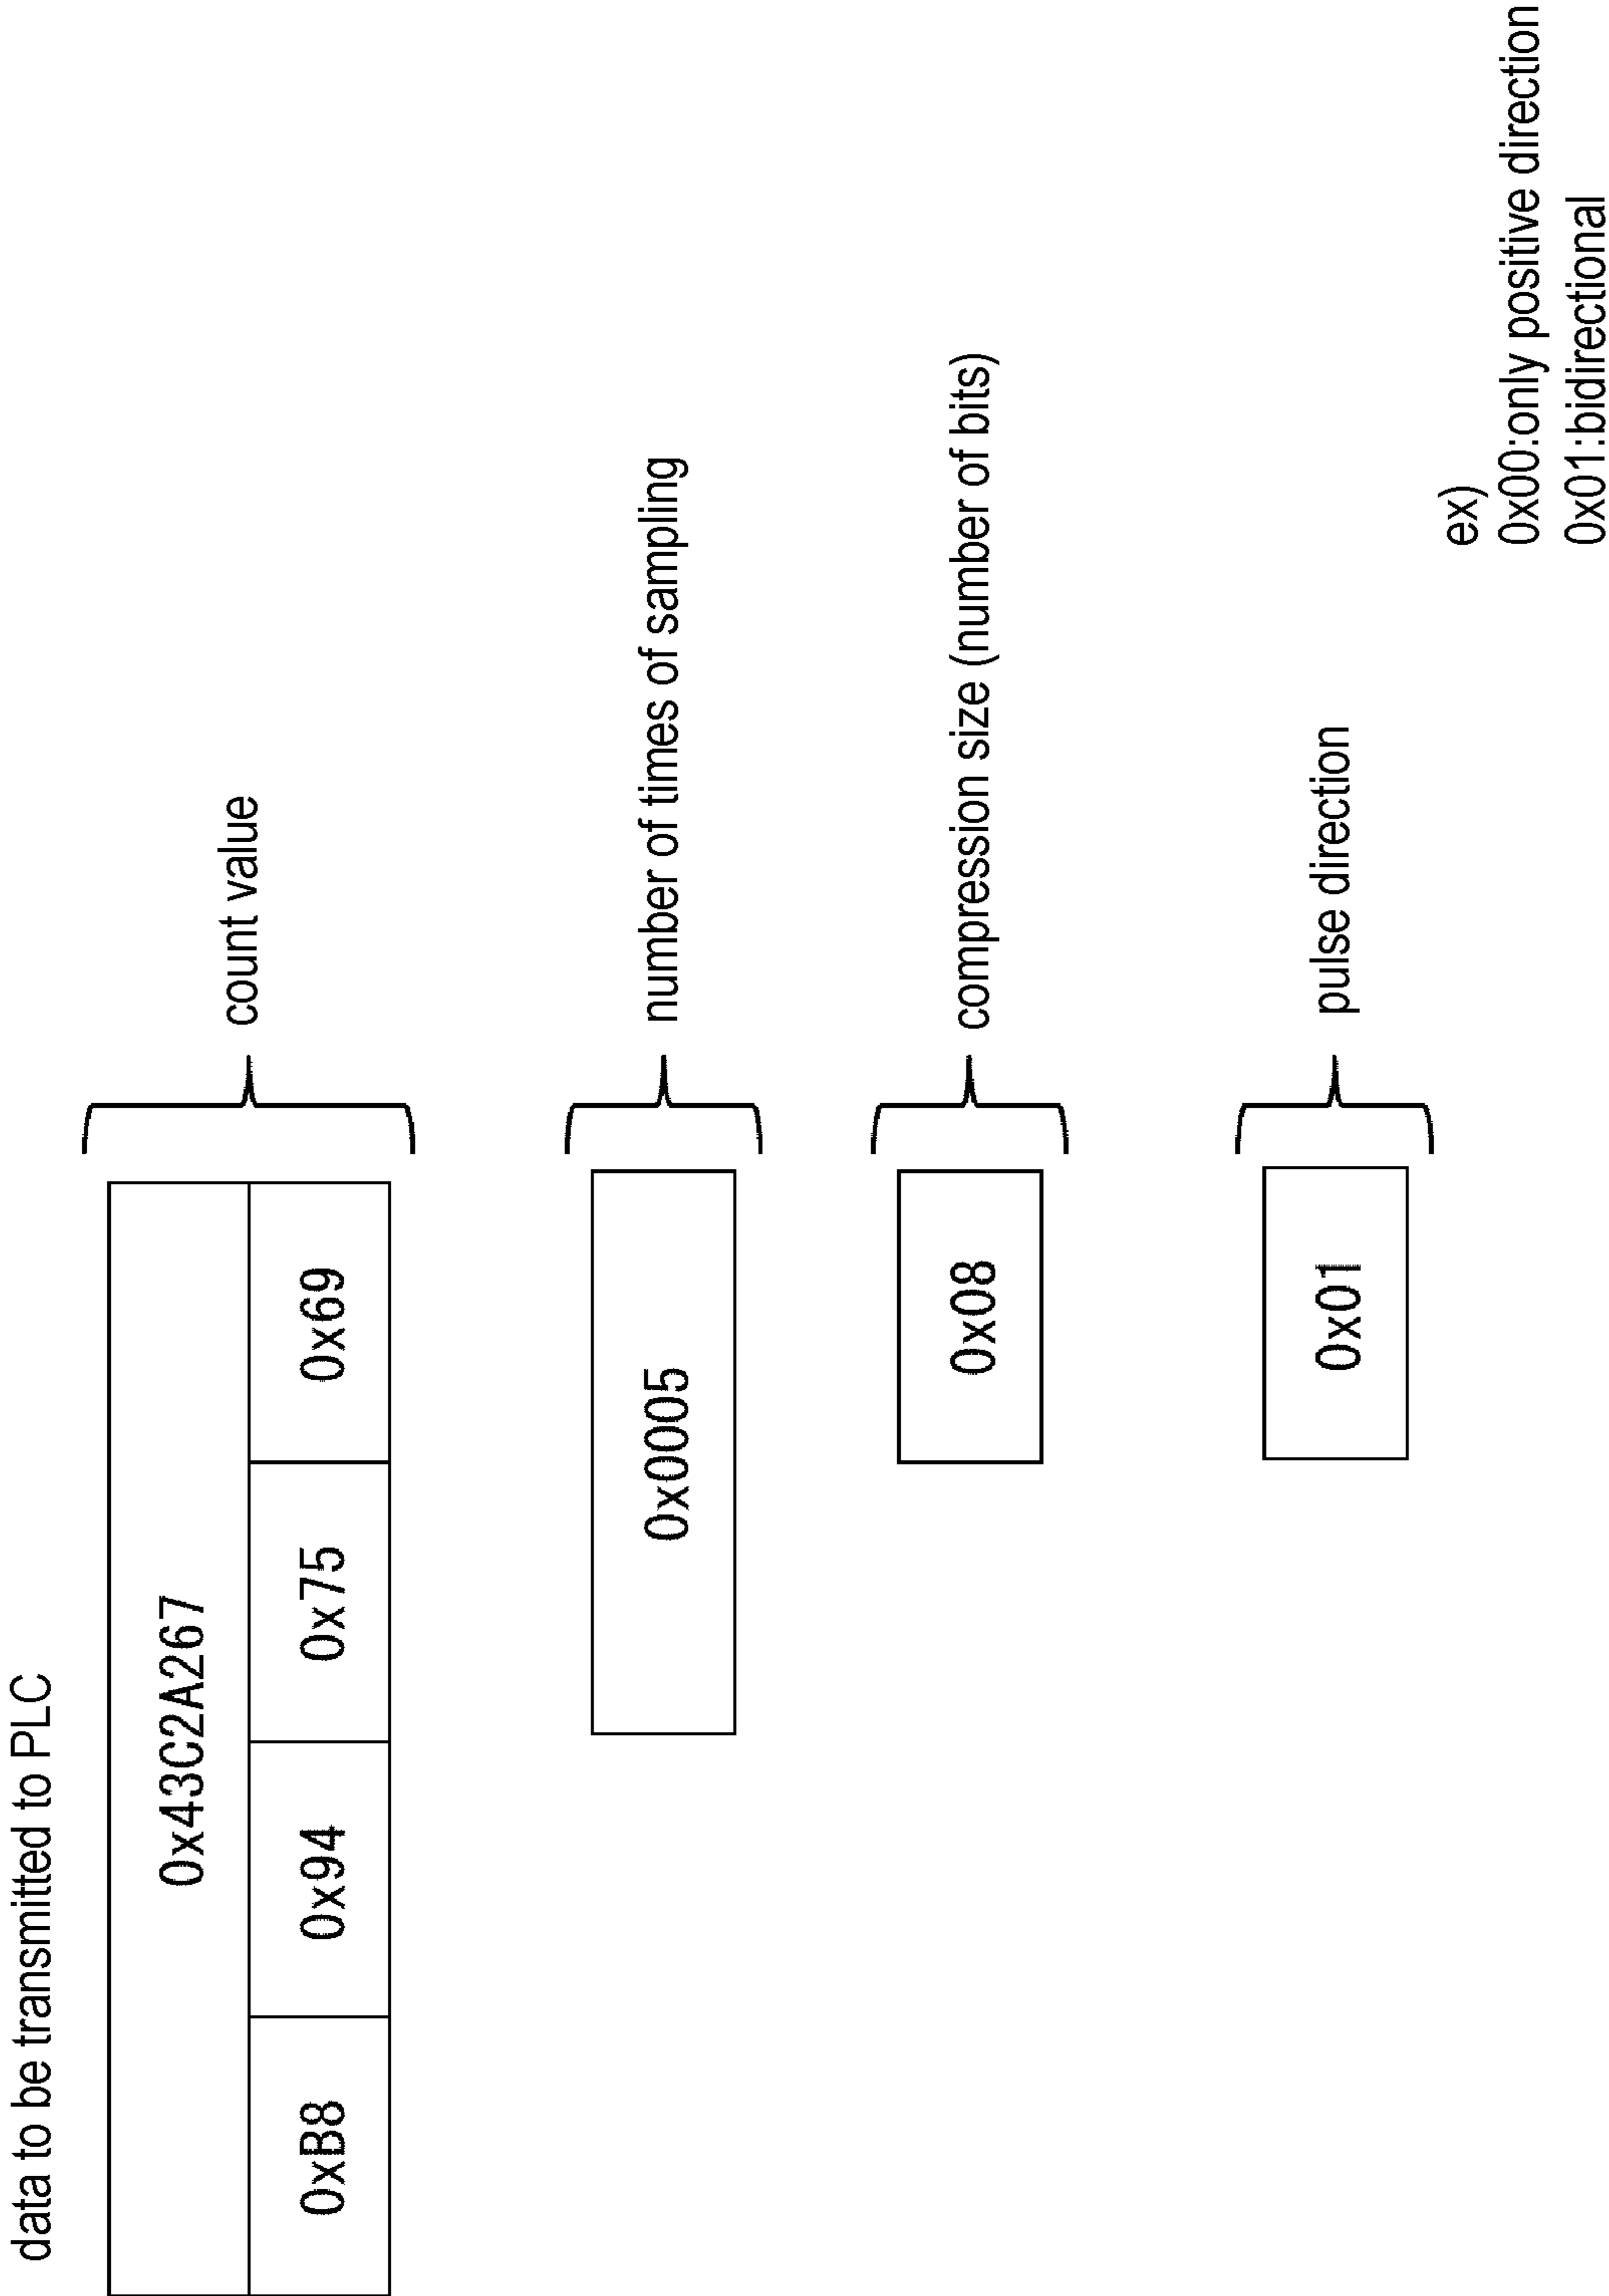 data to be transmitted to PLC
0x43C2A267
0xB8 0x94 0x75 0x69
count value
0x0005
number of times of sampling
0x08
compression size (number of bits)
0x01
pulse direction
ex)
0x00:only positive direction
0x01:bidirectional